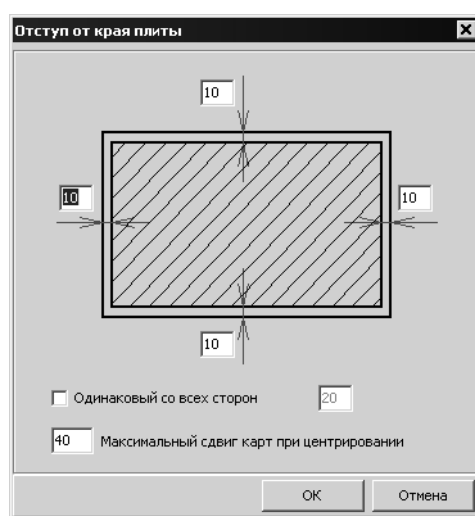 Отступ от края плиты
10
10
10
10
Одинаковый со всех сторон 20
40 Максимальный сдвиг карт при центрировании
OK Отмена